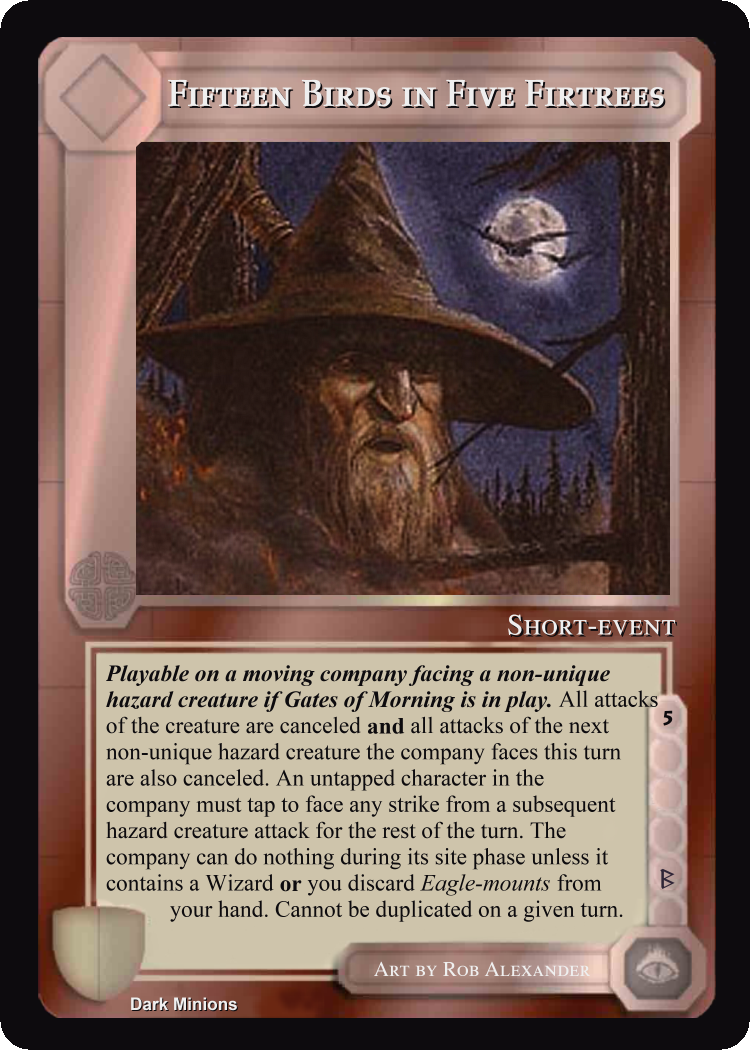 Fifteen Birds in Five Firtrees
Short-event
Playable on a moving company facing a non-unique
hazard creature if Gates of Morning is in play. All attacks
of the creature are canceled and all attacks of the next
non-unique hazard creature the company faces this turn
are also canceled. An untapped character in the
company must tap to face any strike from a subsequent
hazard creature attack for the rest of the turn. The
company can do nothing during its site phase unless it
contains a Wizard or you discard Eagle-mounts from
your hand. Cannot be duplicated on a given turn.
5
ᛒ
Art by Rob Alexander
Dark Minions